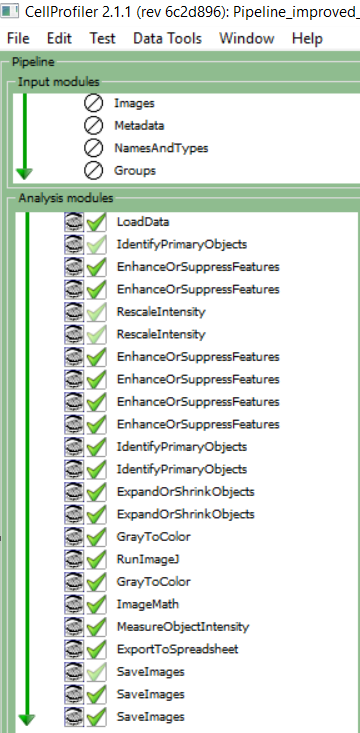 CellProfiler 2.1.1 (rev 6c2d896): Pipeline_improved_
File Edit Test Data Tools Window Help
Pipeline
Input modules
Images
Metadata
NamesAndTypes
Groups
Analysis modules
LoadData
IdentifyPrimaryObjects
EnhanceOrSuppressFeatures
EnhanceOrSuppressFeatures
RescaleIntensity
RescaleIntensity
EnhanceOrSuppressFeatures
EnhanceOrSuppressFeatures
EnhanceOrSuppressFeatures
EnhanceOrSuppressFeatures
IdentifyPrimaryObjects
IdentifyPrimaryObjects
ExpandOrShrinkObjects
ExpandOrShrinkObjects
GrayToColor
RunImageJ
GrayToColor
ImageMath
MeasureObjectIntensity
ExportToSpreadsheet
SaveImages
SaveImages
SaveImages